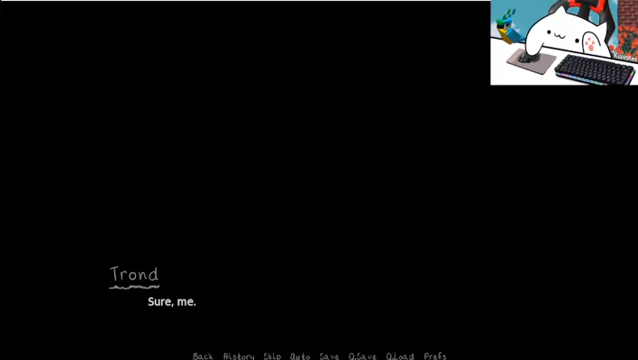 Trond
Sure, me.
Back History Skip Auto Save Q.Save Q.Load Prefs